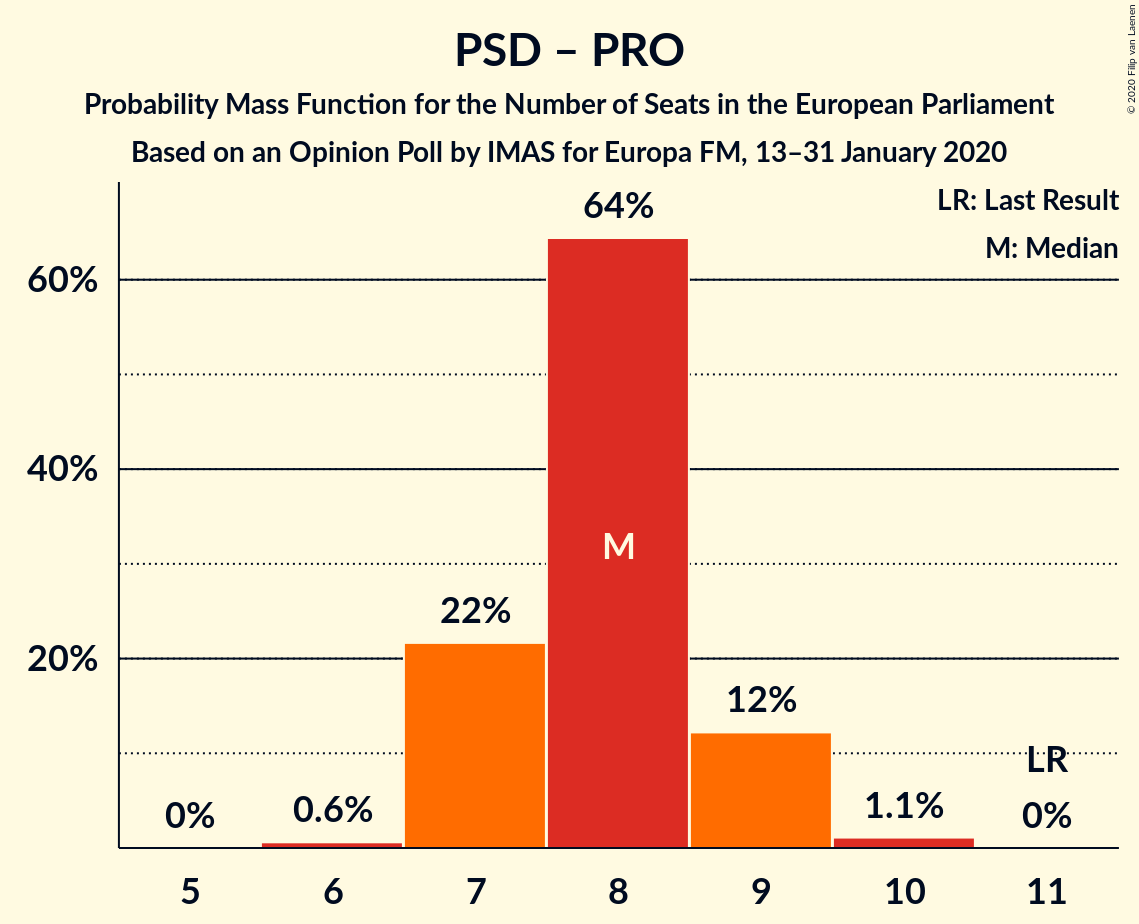 PSD – PRO
Probability Mass Function for the Number of Seats in the European Parliament
Based on an Opinion Poll by IMAS for Europa FM, 13–31 January 2020
© 2020 Filip van Laenen
LR: Last Result
M: Median
60%
40%
20%
0%
0.6%
22%
64%
M
12%
1.1%
LR
0%
5
6
7
8
9
10
11